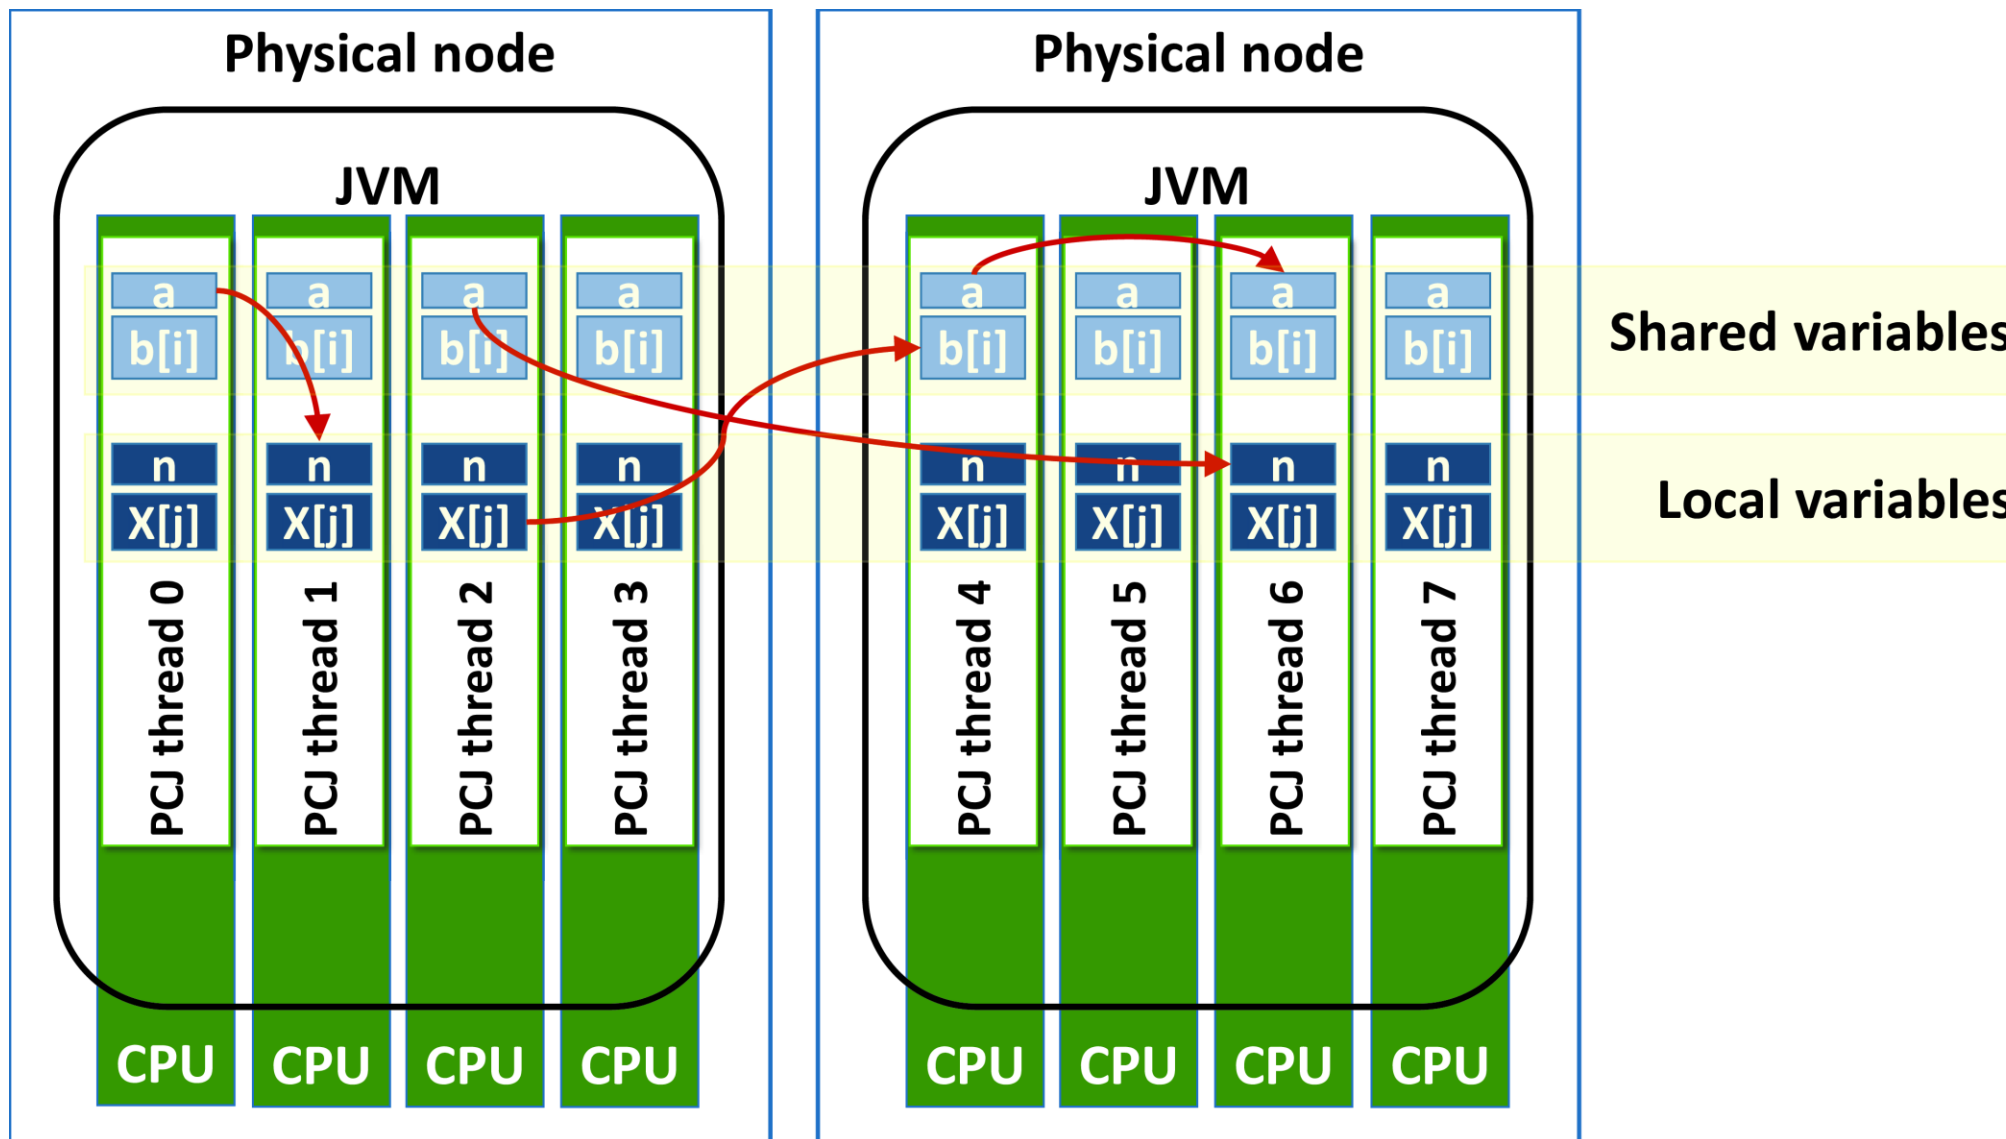 Physical node Physical node
JVM JVM
a a a a a a a a
b[i] b[i] b[i] b[i] b[i] b[i] b[i] b[i]
Shared variables
n n n n n n n n
X[j] X[j] X[j] X[j] X[j] X[j] X[j] X[j]
Local variables
PCJ thread 0
PCJ thread 1
PCJ thread 2
PCJ thread 3
PCJ thread 4
PCJ thread 5
PCJ thread 6
PCJ thread 7
CPU CPU CPU CPU CPU CPU CPU CPU